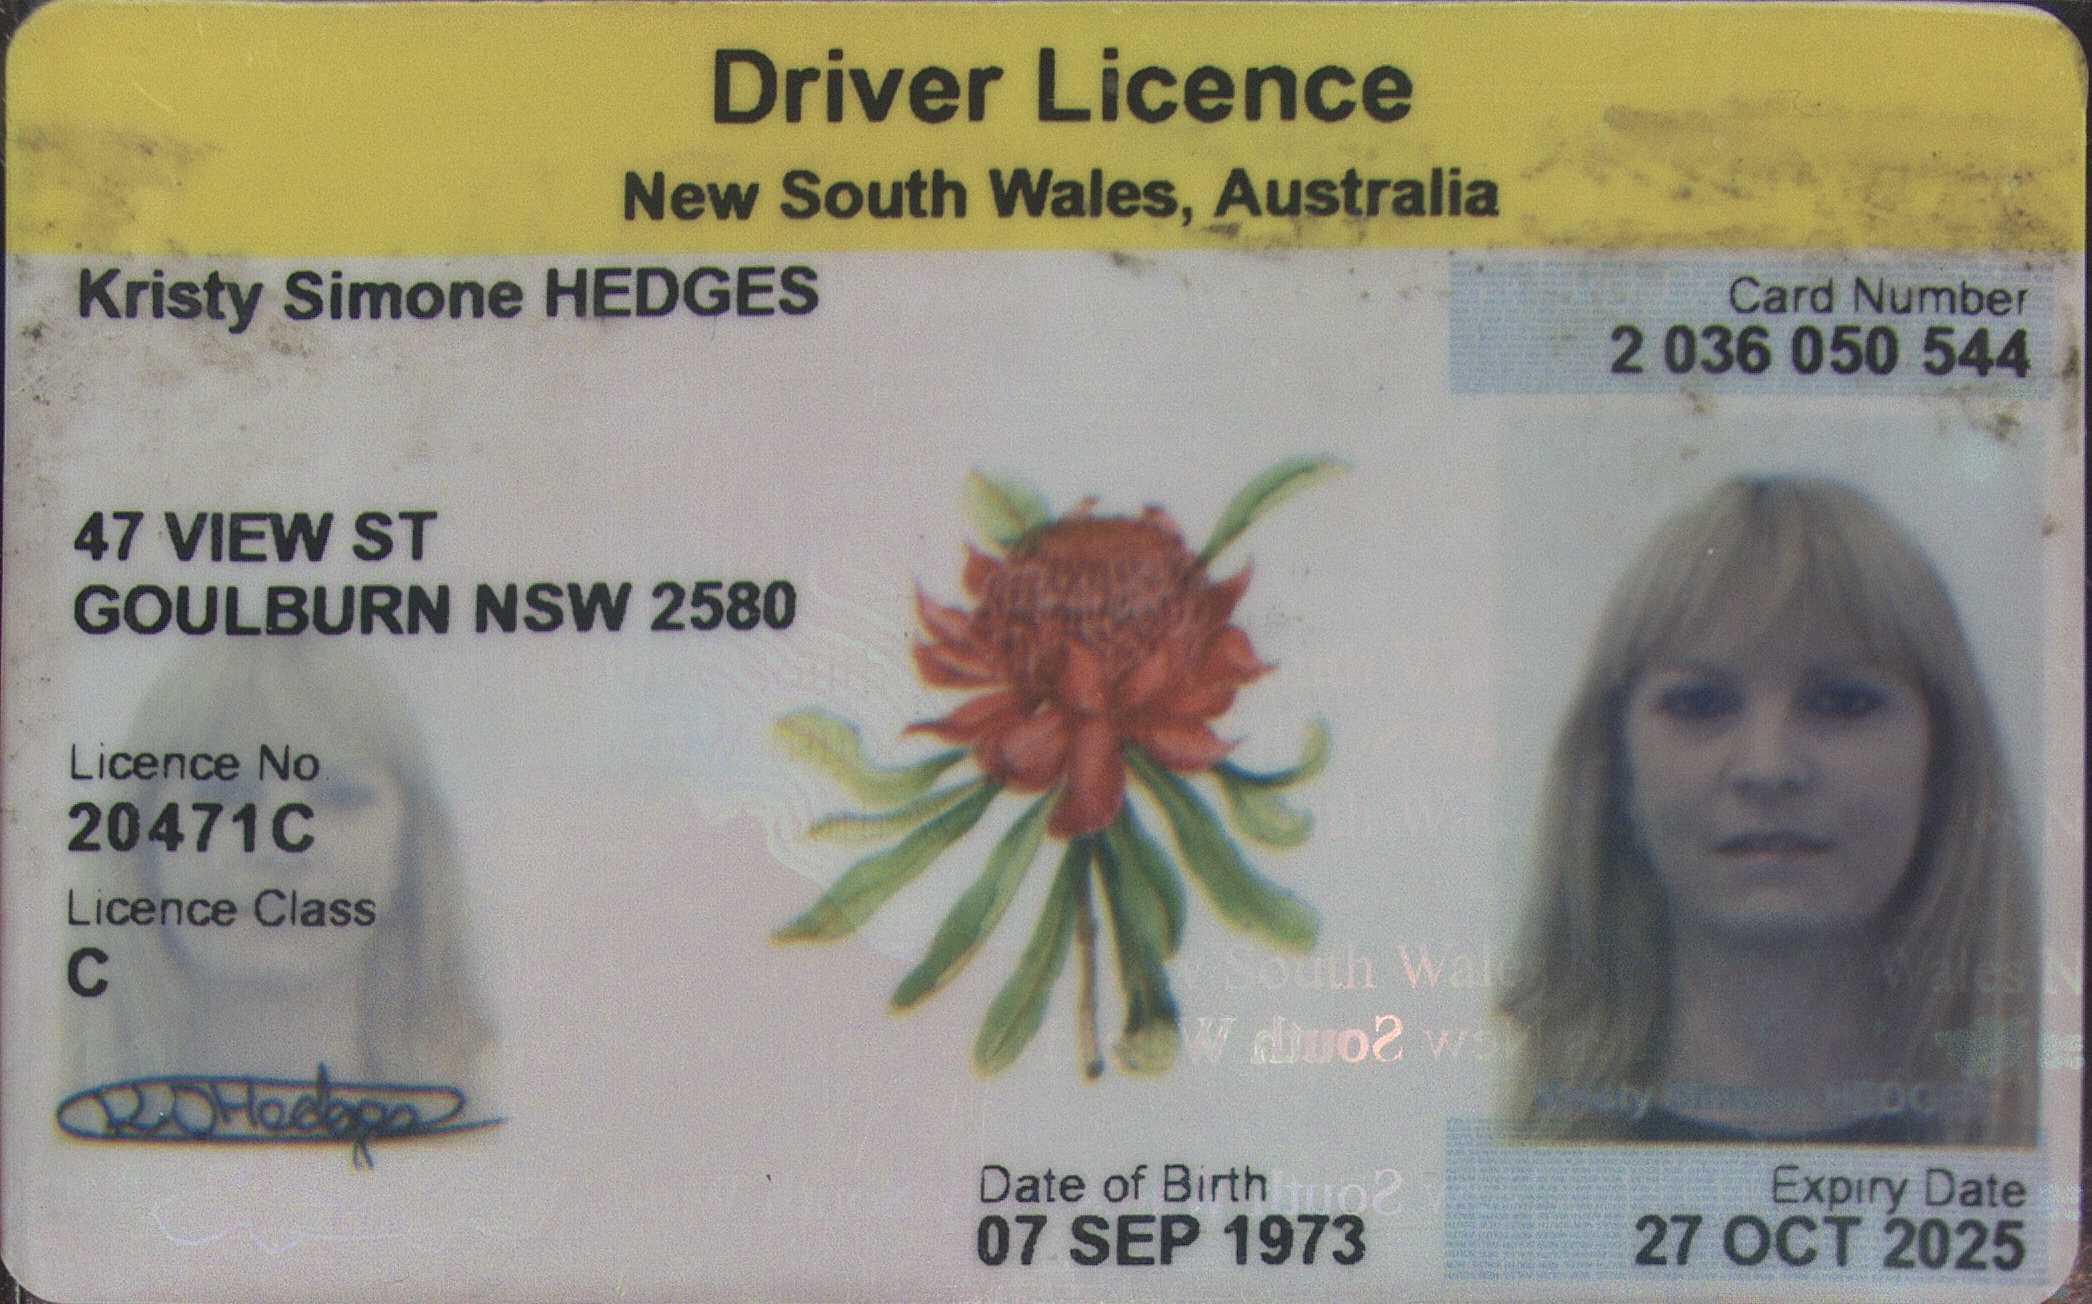 Driver Licence
New South Wales, Australia
Kristy Simone HEDGES
Card Number
2 036 050 544
47 VIEW ST
GOULBURN NSW 2580
Licence No
20471C
Licence Class
C
South Wales
Wales N
New South W
Kristy Simone HEDGES
Date of Birth
07 SEP 1973
Expiry Date
27 OCT 2025